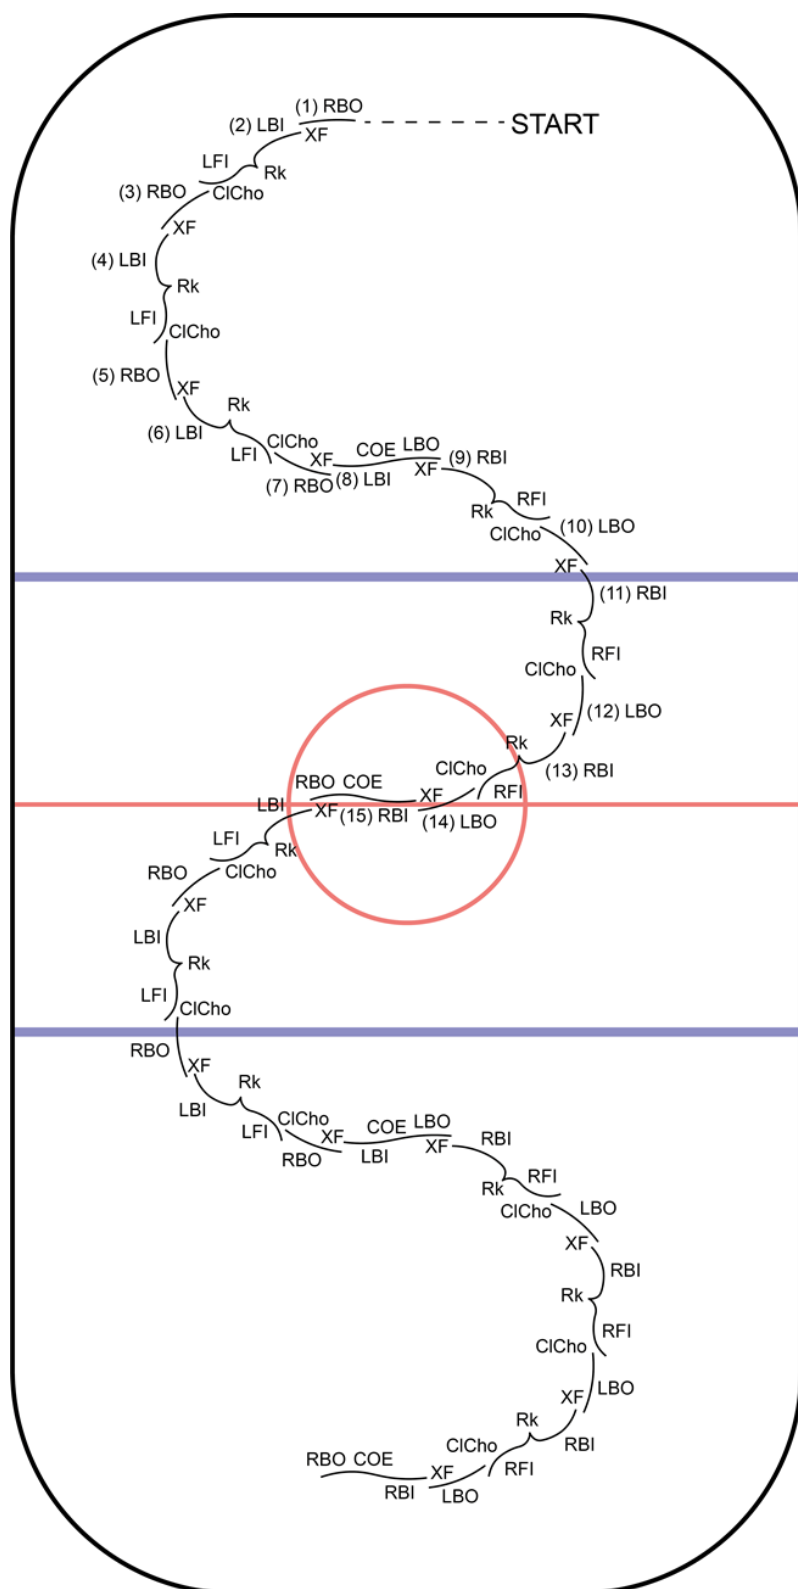 (1) RBO
START
(2) LBI
XF
LFI
Rk
(3) RBO
ClCho
XF
(4) LBI
Rk
LFI
ClCho
(5) RBO
XF
Rk
(6) LBI
LFI
ClCho
(7) RBO
XF
(8) LBI
COE
LBO
XF
(9) RBI
Rk
RFI
ClCho
(10) LBO
XF
(11) RBI
Rk
RFI
ClCho
(12) LBO
XF
Rk
(13) RBI
RFI
ClCho
(14) LBO
XF
(15) RBI
RBO COE
XF
LBI
LFI
Rk
RBO
ClCho
XF
LBI
Rk
LFI
ClCho
RBO
XF
Rk
LBI
LFI
ClCho
RBO
XF
LBI
COE
LBO
XF
RBI
Rk
RFI
ClCho
LBO
XF
RBI
Rk
RFI
ClCho
LBO
XF
Rk
RBI
RFI
ClCho
LBO
XF
RBI
RBO COE